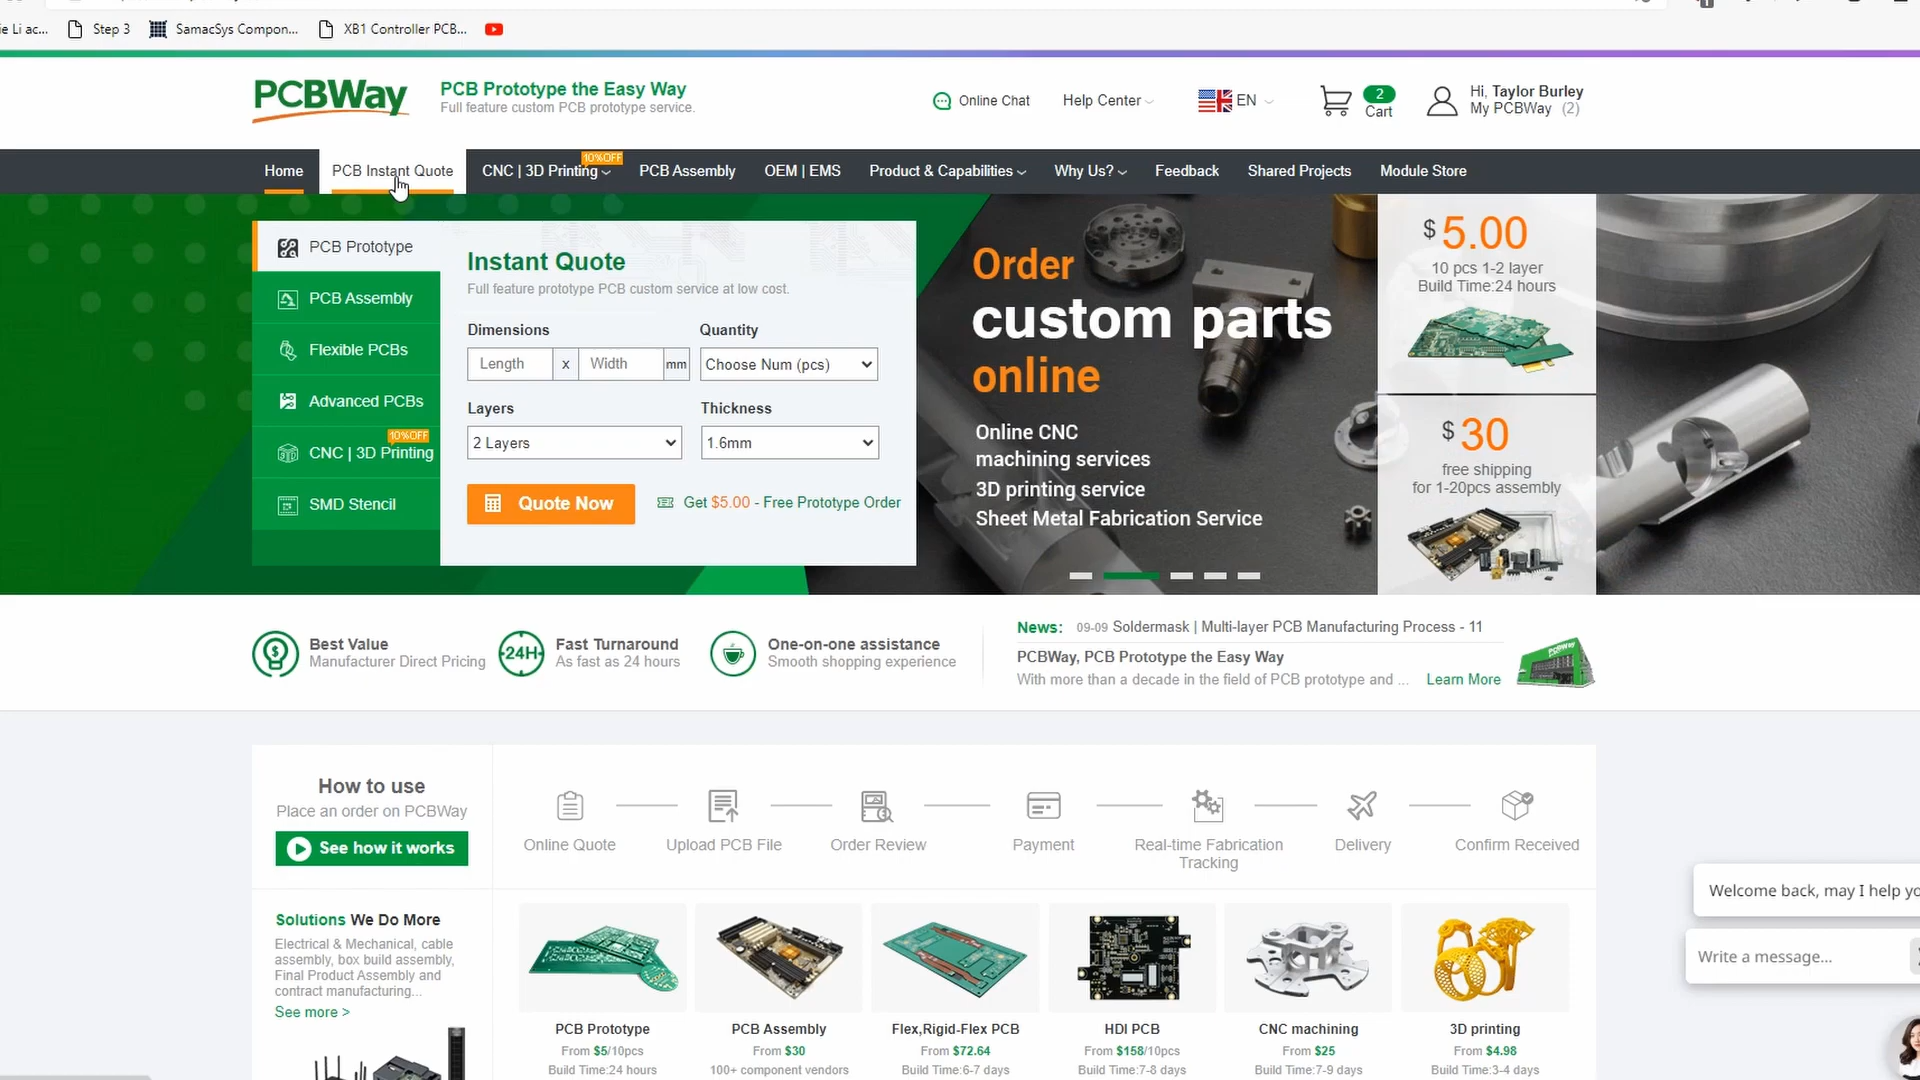 ie Li ac...
Step 3
SamacSys Compon...
XB1 Controller PCB...
PCBWay
PCB Prototype the Easy Way
Full feature custom PCB prototype service.
Online Chat
Help Center
EN
2
Cart
Hi, Taylor Burley
My PCBWay (2)
Home
PCB Instant Quote
CNC | 3D Printing
10%OFF
PCB Assembly
OEM | EMS
Product & Capabilities
Why Us?
Feedback
Shared Projects
Module Store
PCB Prototype
PCB Assembly
Flexible PCBs
Advanced PCBs
10%OFF
CNC | 3D Printing
SMD Stencil
Instant Quote
Full feature prototype PCB custom service at low cost.
Dimensions
Quantity
Length x Width mm
Choose Num (pcs)
Layers
Thickness
2 Layers
1.6mm
Quote Now
Get $5.00 - Free Prototype Order
Order
custom parts
online
Online CNC
machining services
3D printing service
Sheet Metal Fabrication Service
$ 5.00
10 pcs 1-2 layer
Build Time:24 hours
$ 30
free shipping
for 1-20pcs assembly
Best Value
Manufacturer Direct Pricing
24H
Fast Turnaround
As fast as 24 hours
One-on-one assistance
Smooth shopping experience
News: 09-09 Soldermask | Multi-layer PCB Manufacturing Process - 11
PCBWay, PCB Prototype the Easy Way
With more than a decade in the field of PCB prototype and ... Learn More
PCBWay
How to use
Place an order on PCBWay
See how it works
Online Quote
Upload PCB File
Order Review
Payment
Real-time Fabrication
Tracking
Delivery
Confirm Received
Solutions We Do More
Electrical & Mechanical, cable
assembly, box build assembly,
Final Product Assembly and
contract manufacturing...
See more >
PCB Prototype
From $5/10pcs
Build Time:24 hours
PCB Assembly
From $30
100+ component vendors
Flex,Rigid-Flex PCB
From $72.64
Build Time:6-7 days
HDI PCB
From $158/10pcs
Build Time:7-8 days
CNC machining
From $25
Build Time:7-9 days
3D printing
From $4.98
Build Time:3-4 days
Welcome back, may I help yo
Write a message...